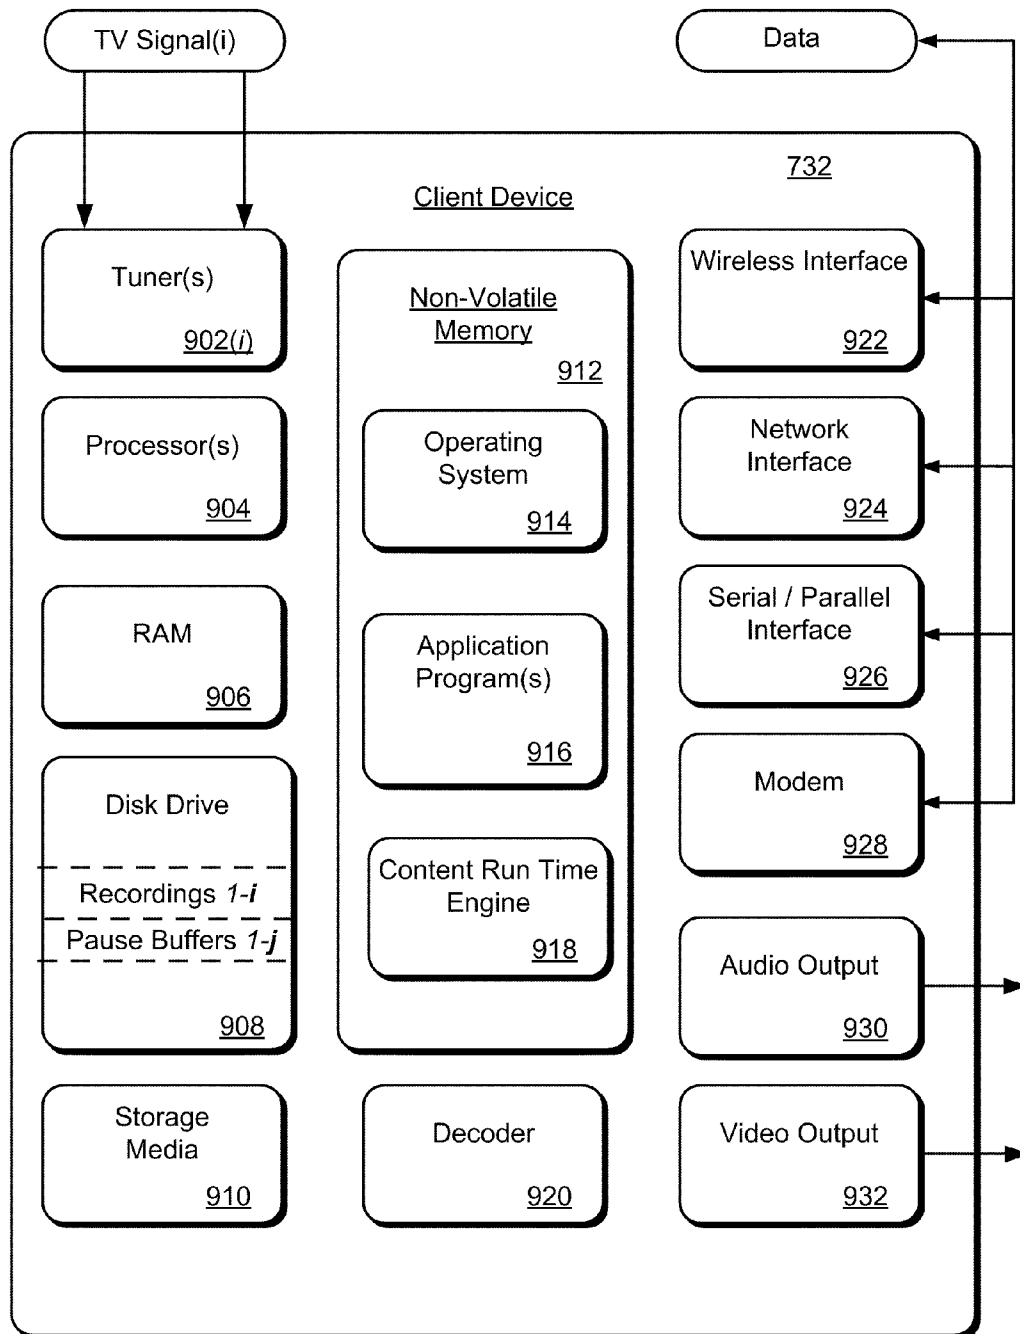 TV Signal(i)
Data
732
Client Device
Tuner(s)
902(i)
Processor(s)
904
RAM
906
Disk Drive
Recordings 1-i
Pause Buffers 1-j
908
Storage
Media
910
Non-Volatile
Memory
912
Operating
System
914
Application
Program(s)
916
Content Run Time
Engine
918
Decoder
920
Wireless Interface
922
Network
Interface
924
Serial / Parallel
Interface
926
Modem
928
Audio Output
930
Video Output
932